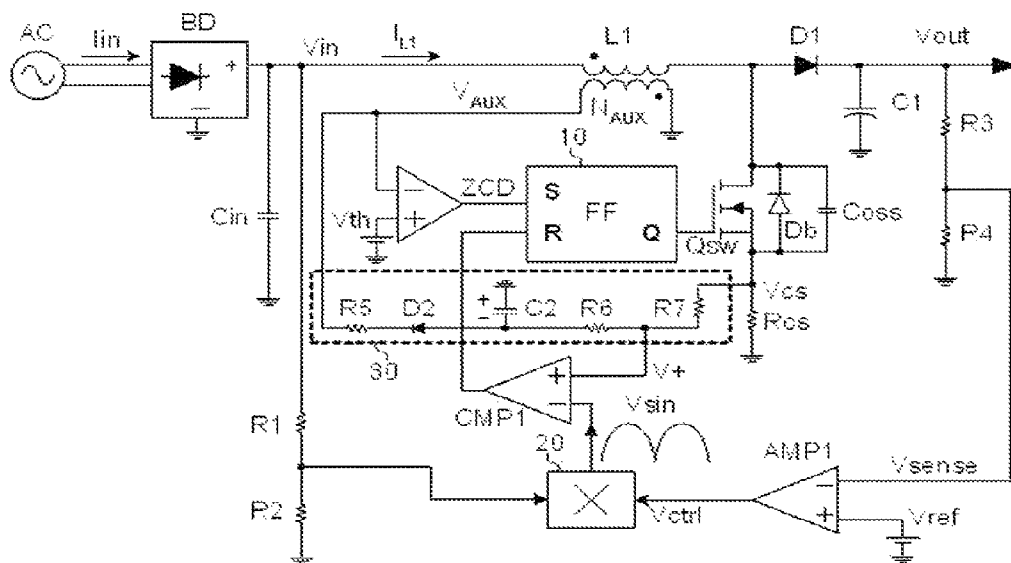 AC
Iin
BD
+
Vin
IL1
L1
D1
Vout
VAUX
NAUX
C1
R3
10
ZCD
S
FF
R
Q
Vth
Cin
Qsw
Db
Coss
R4
R5
D2
C2
R6
R7
Vcs
Rcs
30
V+
CMP1
Vsin
R1
20
AMP1
Vsense
R2
Vctrl
Vref